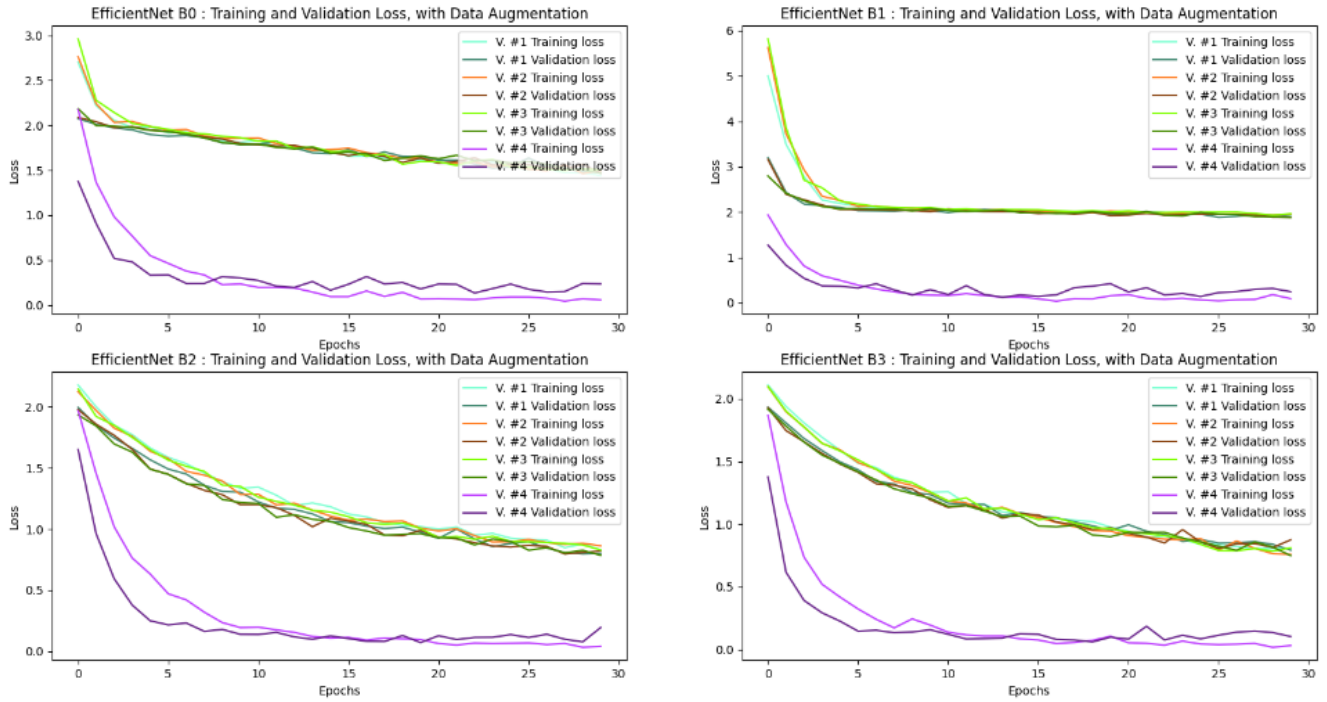 EfficientNet B0 : Training and Validation Loss, with Data Augmentation
3.0
2.5
2.0
1.5
1.0
0.5
0.0
Loss
0 5 10 15 20 25 30
Epochs
V. #1 Training loss
V. #1 Validation loss
V. #2 Training loss
V. #2 Validation loss
V. #3 Training loss
V. #3 Validation loss
V. #4 Training loss
V. #4 Validation loss
EfficientNet B1 : Training and Validation Loss, with Data Augmentation
6
5
4
3
2
1
0
Loss
0 5 10 15 20 25 30
Epochs
V. #1 Training loss
V. #1 Validation loss
V. #2 Training loss
V. #2 Validation loss
V. #3 Training loss
V. #3 Validation loss
V. #4 Training loss
V. #4 Validation loss
EfficientNet B2 : Training and Validation Loss, with Data Augmentation
2.0
1.5
1.0
0.5
0.0
Loss
0 5 10 15 20 25 30
Epochs
V. #1 Training loss
V. #1 Validation loss
V. #2 Training loss
V. #2 Validation loss
V. #3 Training loss
V. #3 Validation loss
V. #4 Training loss
V. #4 Validation loss
EfficientNet B3 : Training and Validation Loss, with Data Augmentation
2.0
1.5
1.0
0.5
0.0
Loss
0 5 10 15 20 25 30
Epochs
V. #1 Training loss
V. #1 Validation loss
V. #2 Training loss
V. #2 Validation loss
V. #3 Training loss
V. #3 Validation loss
V. #4 Training loss
V. #4 Validation loss